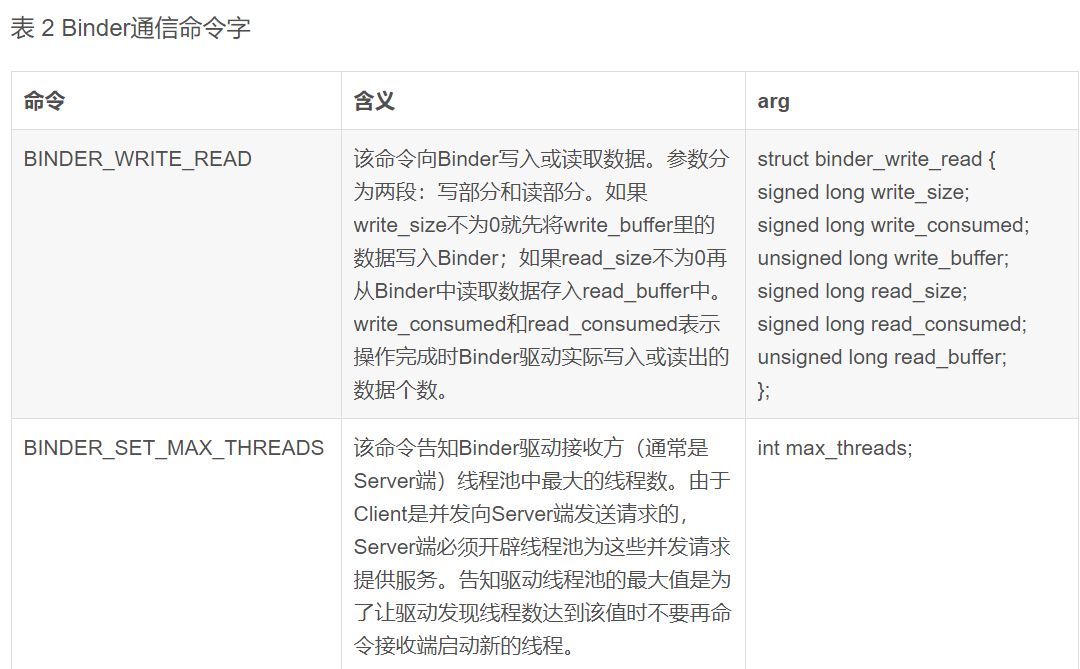 表 2 Binder通信命令字
命令
含义
arg
BINDER_WRITE_READ
该命令向Binder写入或读取数据。参数分
为两段：写部分和读部分。如果
write_size不为0就先将write_buffer里的
数据写入Binder；如果read_size不为0再
从Binder中读取数据存入read_buffer中。
write_consumed和read_consumed表示
操作完成时Binder驱动实际写入或读出的
数据个数。
struct binder_write_read {
signed long write_size;
signed long write_consumed;
unsigned long write_buffer;
signed long read_size;
signed long read_consumed;
unsigned long read_buffer;
};
BINDER_SET_MAX_THREADS
该命令告知Binder驱动接收方（通常是
Server端）线程池中最大的线程数。由于
Client是并发向Server端发送请求的，
Server端必须开辟线程池为这些并发请求
提供服务。告知驱动线程池的最大值是为
了让驱动发现线程数达到该值时不要再命
令接收端启动新的线程。
int max_threads;